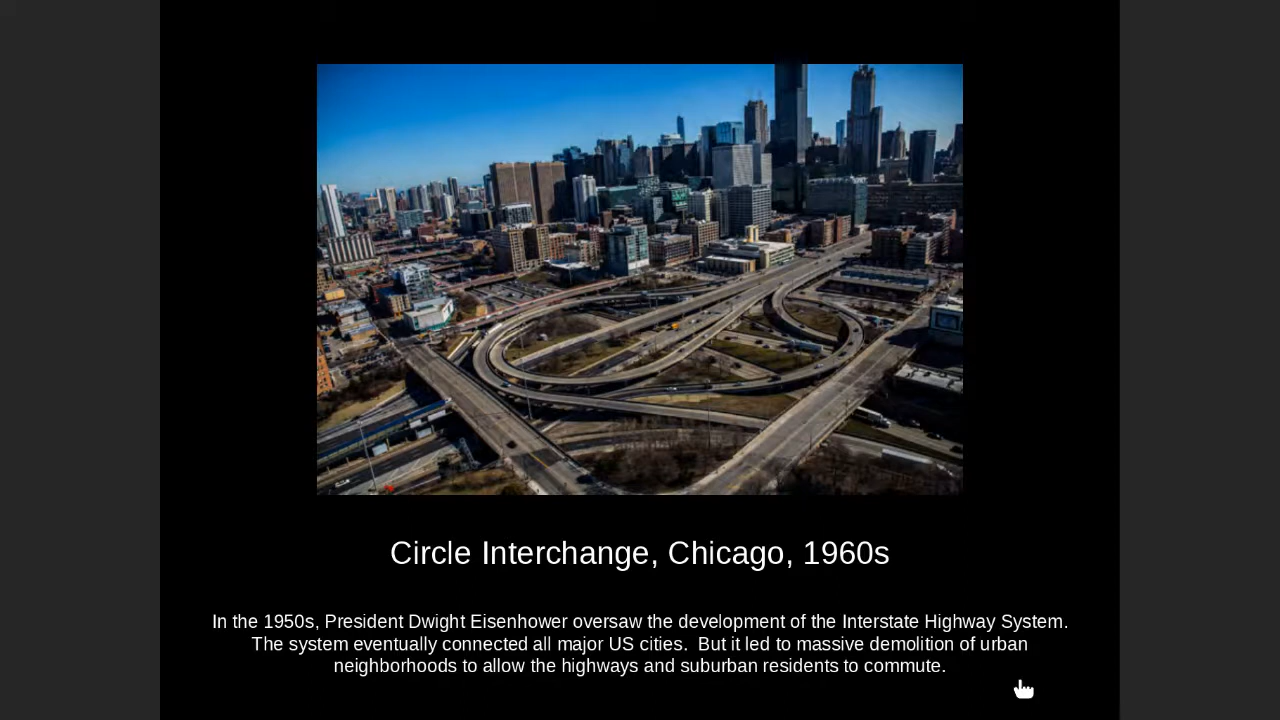 Circle Interchange, Chicago, 1960s
In the 1950s, President Dwight Eisenhower oversaw the development of the Interstate Highway System.
The system eventually connected all major US cities.  But it led to massive demolition of urban
neighborhoods to allow the highways and suburban residents to commute.